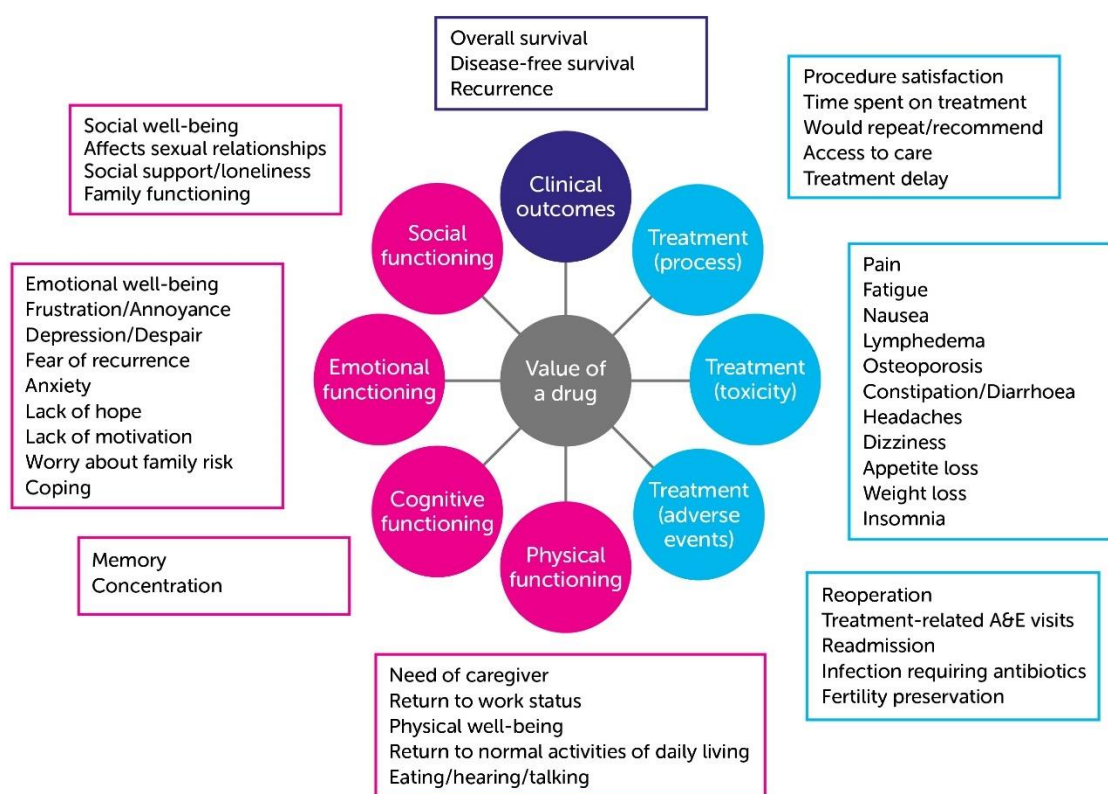 Overall survival
Disease-free survival
Recurrence
Procedure satisfaction
Time spent on treatment
Would repeat/recommend
Access to care
Treatment delay
Social well-being
Affects sexual relationships
Social support/loneliness
Family functioning
Clinical
outcomes
Social
functioning
Treatment
(process)
Emotional well-being
Frustration/Annoyance
Depression/Despair
Fear of recurrence
Anxiety
Lack of hope
Lack of motivation
Worry about family risk
Coping
Emotional
functioning
Value of
a drug
Treatment
(toxicity)
Pain
Fatigue
Nausea
Lymphedema
Osteoporosis
Constipation/Diarrhoea
Headaches
Dizziness
Appetite loss
Weight loss
Insomnia
Cognitive
functioning
Treatment
(adverse
events)
Physical
functioning
Memory
Concentration
Reoperation
Treatment-related A&E visits
Readmission
Infection requiring antibiotics
Fertility preservation
Need of caregiver
Return to work status
Physical well-being
Return to normal activities of daily living
Eating/hearing/talking